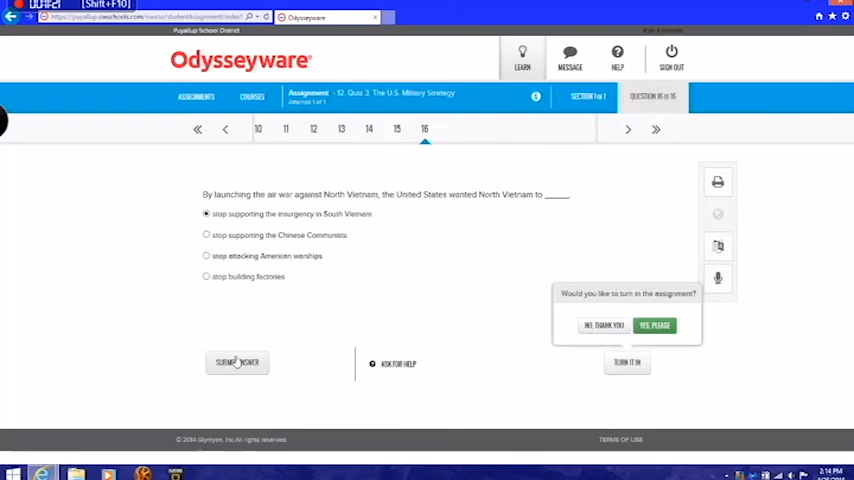 [Shift+F10]
Odysseyware
Puyallup School District
Odysseyware®
LEARN
MESSAGE
HELP
SIGN OUT
ASSIGNMENTS
COURSES
Assignment - 12. Quiz 3: The U.S. Military Strategy
Attempt 1 of 1
SECTION 1 of 1
QUESTION 16 of 16
10 11 12 13 14 15 16
By launching the air war against North Vietnam, the United States wanted North Vietnam to _____.
stop supporting the insurgency in South Vietnam
stop supporting the Chinese Communists
stop attacking American warships
stop building factories
Would you like to turn in the assignment?
NO, THANK YOU
YES, PLEASE
SUBMIT ANSWER
ASK FOR HELP
TURN IT IN
© 2014 Glynlyon, Inc. All rights reserved.
TERMS OF USE
2:14 PM